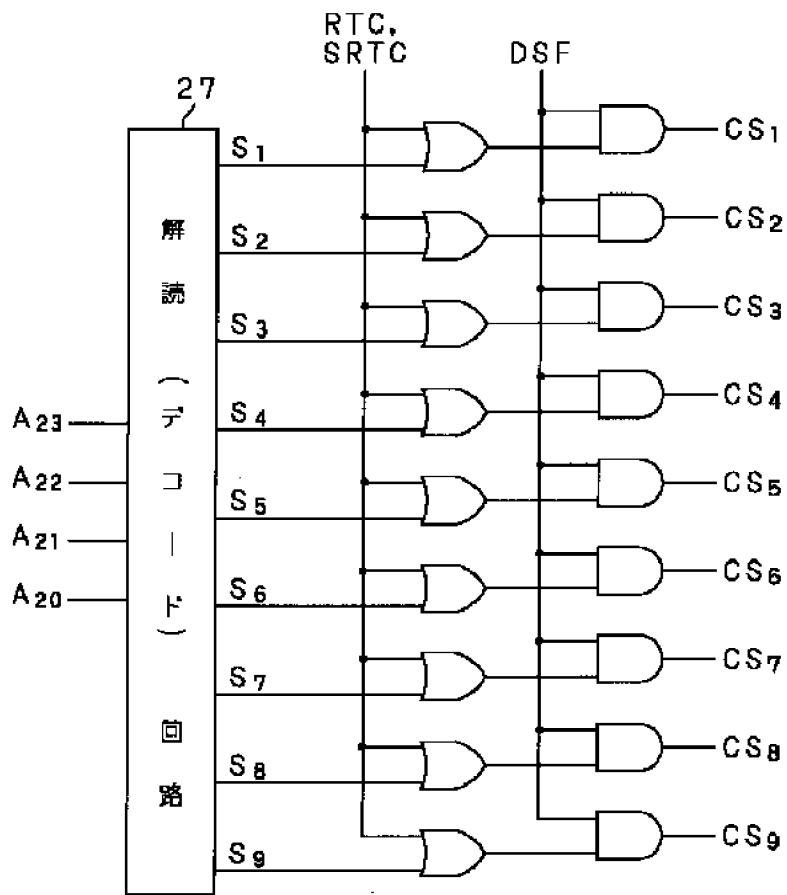 RTC,
SRTC
DSF
27
解読(デコード)回路
A23
A22
A21
A20
S1
S2
S3
S4
S5
S6
S7
S8
S9
CS1
CS2
CS3
CS4
CS5
CS6
CS7
CS8
CS9